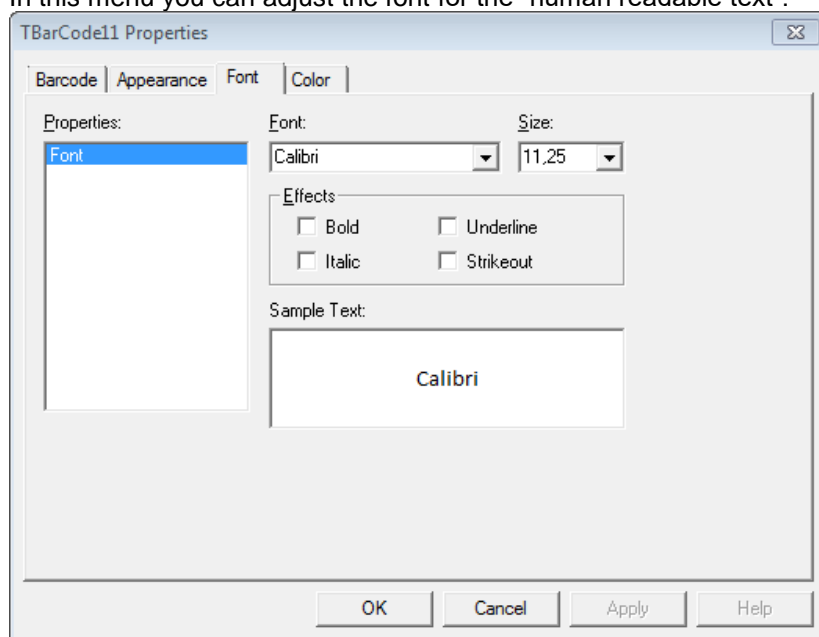 In this menu you can adjust the font for the "human readable text".
TBarCode11 Properties
Barcode Appearance Font Color
Properties: Font: Size:
Font Calibri 11,25
Effects
Bold Underline
Italic Strikeout
Sample Text:
Calibri
OK Cancel Apply Help